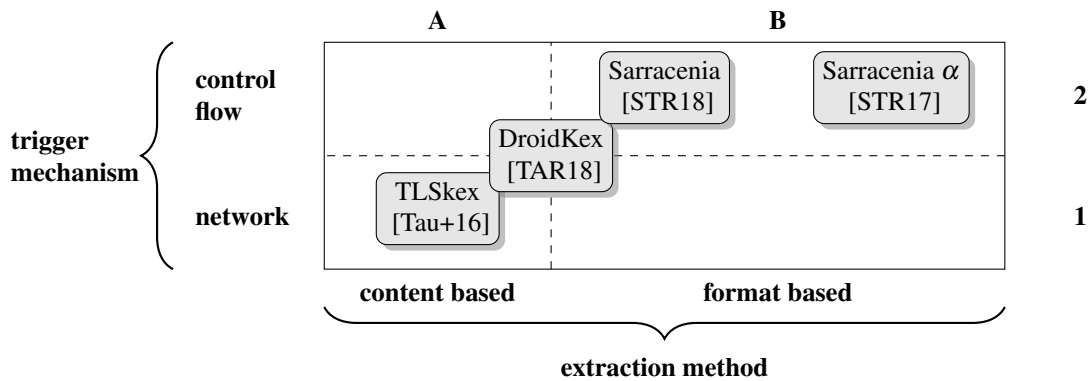 A B
control
flow
Sarracenia
[STR18]
Sarracenia α
[STR17]
2
trigger
mechanism
DroidKex
[TAR18]
TLSkex
[Tau+16]
network
1
content based format based
extraction method